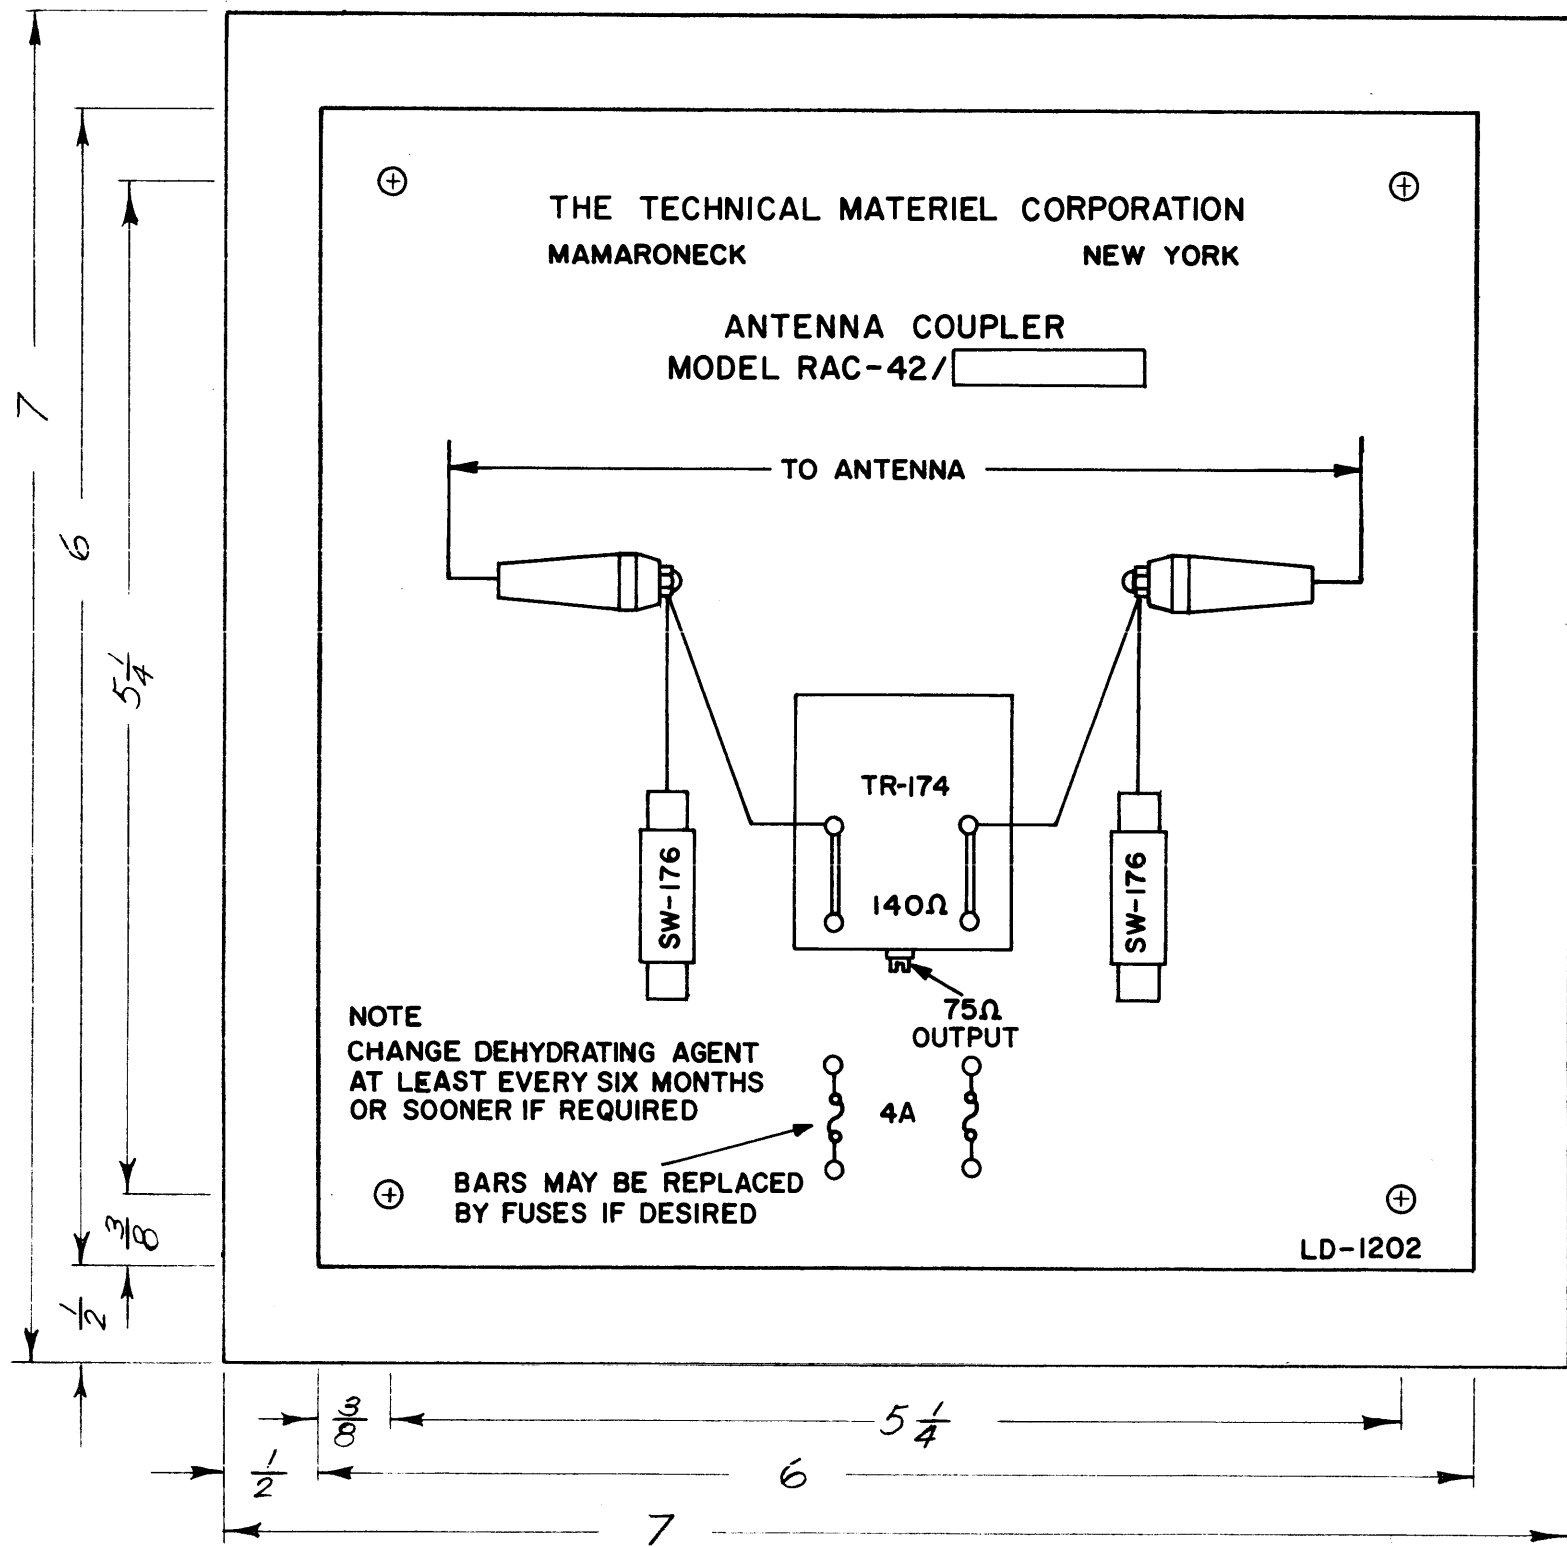 THE TECHNICAL MATERIEL CORPORATION
MAMARONECK NEW YORK
ANTENNA COUPLER
MODEL RAC-42/
TO ANTENNA
7
6
5 1/4
3/8
1/2
TR-174
140Ω
SW-176
SW-176
75Ω
OUTPUT
NOTE
CHANGE DEHYDRATING AGENT
AT LEAST EVERY SIX MONTHS
OR SOONER IF REQUIRED
4A
BARS MAY BE REPLACED
BY FUSES IF DESIRED
LD-1202
3/8
5 1/4
1/2
6
7